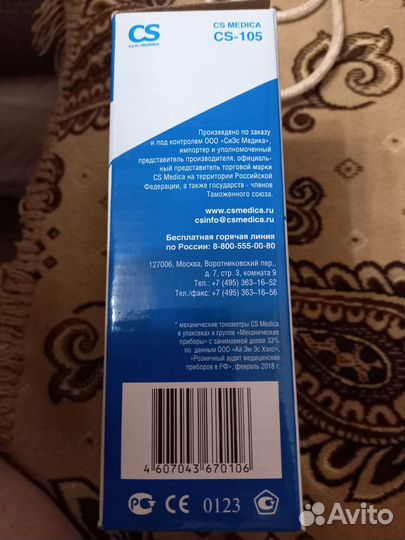 CS
СиЭс МЕДИКА
CS MEDICA
CS-105
Произведено по заказу
и под контролем ООО «СиЭс Медика»,
импортер и уполномоченный
представитель производителя, официаль-
ный представитель торговой марки
CS Medica на территории Российской
Федерации, а также государств - членов
Таможенного союза.
www.csmedica.ru
csinfo@csmedica.ru
Бесплатная горячая линия
по России: 8-800-555-00-80
127006, Москва, Воротниковский пер.,
д. 7, стр. 3, комната 9
Тел.: +7 (495) 363-16-52
Тел./факс: +7 (495) 363-16-56
* механические тонометры CS Medica
в упаковках в группе «Механические
приборы» с занимаемой долей 33%
по данным ООО «Ай Эм Эс Хэлс»,
«Розничный аудит медицинских
приборов в РФ», февраль 2018 г.
4 607043 670106
РСТ CE 0123
Avito